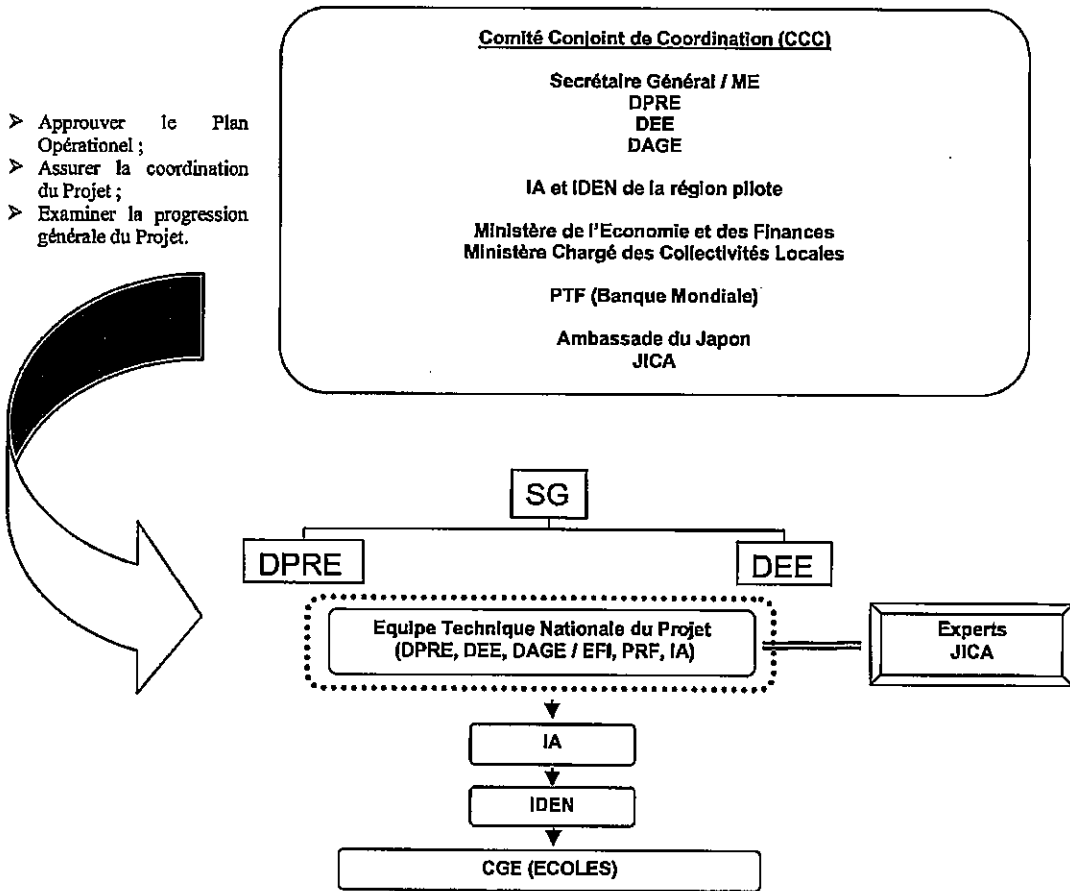 Comité Conjoint de Coordination (CCC)
Secrétaire Général / ME
DPRE
DEE
DAGE
IA et IDEN de la région pilote
Ministère de l'Economie et des Finances
Ministère Chargé des Collectivités Locales
PTF (Banque Mondiale)
Ambassade du Japon
JICA
➢ Approuver le Plan
Opérationel ;
➢ Assurer la coordination
du Projet ;
➢ Examiner la progression
générale du Projet.
SG
DPRE
DEE
Equipe Technique Nationale du Projet
(DPRE, DEE, DAGE / EFI, PRF, IA)
Experts
JICA
IA
IDEN
CGE (ECOLES)